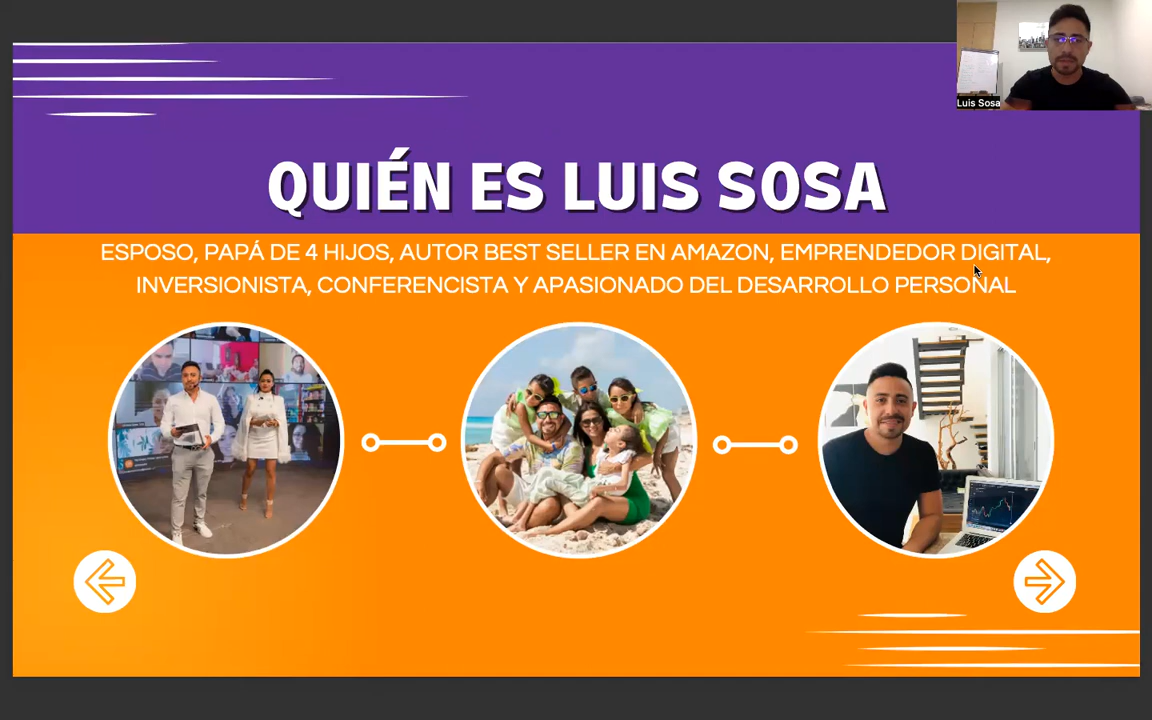 Luis Sosa
QUIÉN ES LUIS SOSA
ESPOSO, PAPÁ DE 4 HIJOS, AUTOR BEST SELLER EN AMAZON, EMPRENDEDOR DIGITAL,
INVERSIONISTA, CONFERENCISTA Y APASIONADO DEL DESARROLLO PERSONAL